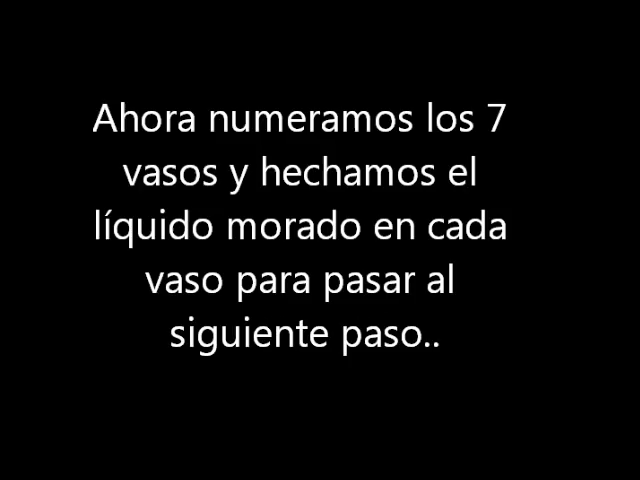 Ahora numeramos los 7
vasos y hechamos el
líquido morado en cada
vaso para pasar al
siguiente paso..